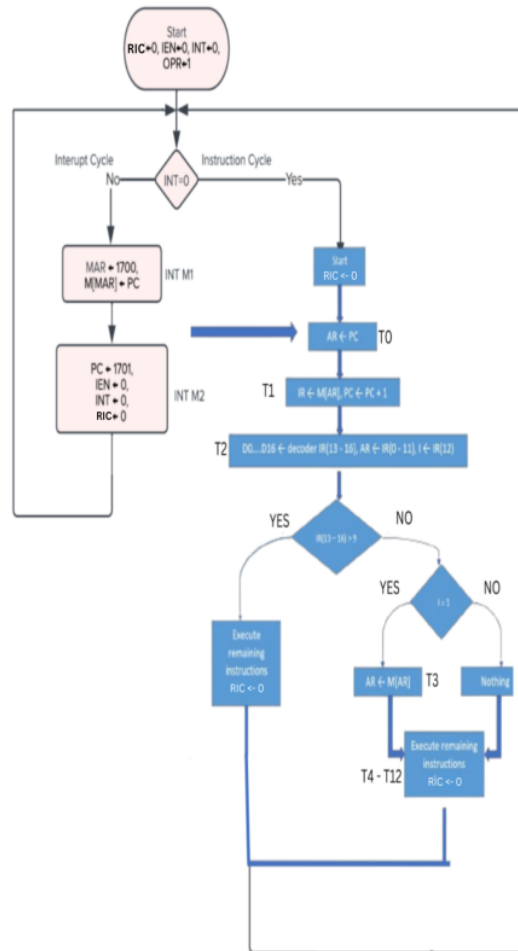 Start
RIC←0, IEN←0, INT←0,
OPR←1
Interupt Cycle
Instruction Cycle
No
INT=0
Yes
MAR ← 1700,
M[MAR] ← PC
INT M1
Start
RIC <- 0
AR ← PC
T0
PC ← 1701,
IEN ← 0,
INT ← 0,
RIC← 0
INT M2
T1
IR ← M[AR], PC ← PC + 1
T2
D0....D16 ← decoder IR(13 - 16), AR ← IR(0 - 11), I ← IR(12)
YES
NO
IR(13 – 16) > 9
YES
NO
I = 1
Execute
remaining
instructions
RIC <- 0
AR ← M[AR]
T3
Nothing
Execute remaining
instructions
RIC <- 0
T4 - T12